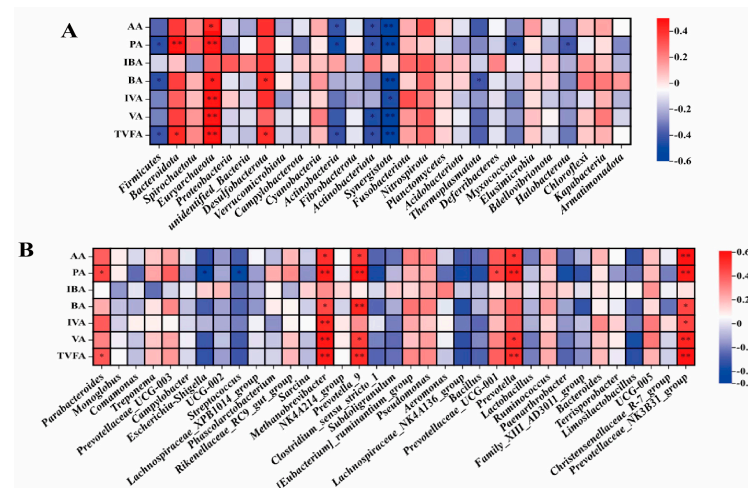 A
AA
PA
IBA
BA
IVA
VA
TVFA
0.4
0.2
0
-0.2
-0.4
-0.6
Firmicutes
Bacteroidota
Spirochaetota
Euryarchaeota
Proteobacteria
unidentified_Bacteria
Desulfobacterota
Verrucomicrobiota
Campylobacterota
Cyanobacteria
Actinobacteria
Fibrobacterota
Actinobacteriota
Synergistota
Fusobacteriota
Nitrospirota
Planctomycetes
Acidobacteriota
Thermoplasmatota
Deferribacteres
Myxococcota
Elusimicrobia
Bdellovibrionota
Halobacterota
Chloroflexi
Kapabacteria
Armatimonadota
B
AA
PA
IBA
BA
IVA
VA
TVFA
0.6
0.4
0.2
0
Parabacteroides
Monoglobus
Comamonas
Treponema
Prevotellaceae_UCG-003
Campylobacter
Escherichia-Shigella
UCG-002
Streptococcus
Lachnospiraceae_XPB1014_group
Phascolarctobacterium
Rikenellaceae_RC9_gut_group
Sarcina
Methanobrevibacter
NK4A214_group
Prevotella_9
Clostridium_sensu_stricto_1
Subdoligranulum
[Eubacterium]_ruminantium_group
Pseudomonas
Aeromonas
Lachnospiraceae_NK4A136_group
Bacillus
Prevotellaceae_UCG-001
Prevotella
Lactobacillus
Ruminococcus
Paenarthrobacter
Family_XIII_AD3011_group
Bacteroides
Terrisporobacter
Limosilactobacillus
UCG-005
Christensenellaceae_R-7_group
Prevotellaceae_NK3B31_group